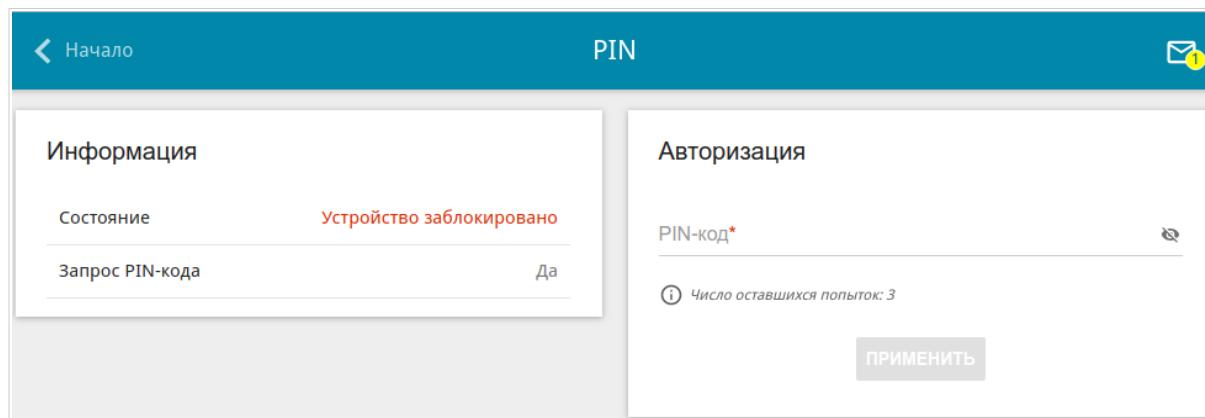 Начало
PIN
1
Информация
Состояние Устройство заблокировано
Запрос PIN-кода Да
Авторизация
PIN-код*
Число оставшихся попыток: 3
ПРИМЕНИТЬ